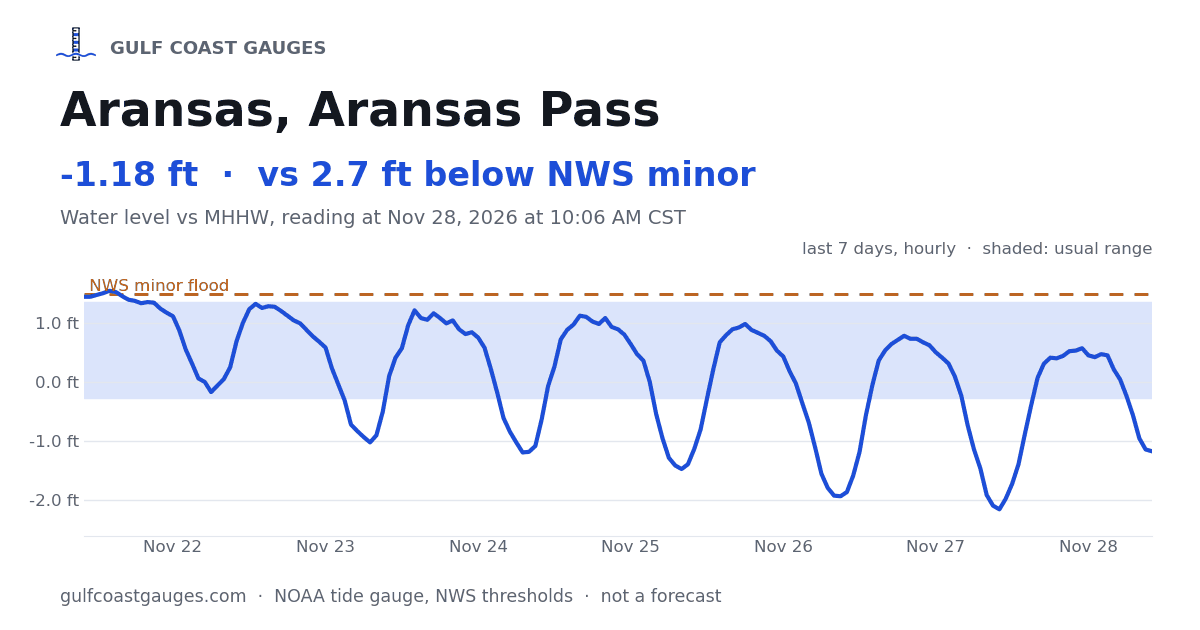 GULF COAST GAUGES
Aransas, Aransas Pass
-1.18 ft · vs 2.7 ft below NWS minor
Water level vs MHHW, reading at Nov 28, 2026 at 10:06 AM CST
last 7 days, hourly · shaded: usual range
NWS minor flood
1.0 ft
0.0 ft
-1.0 ft
-2.0 ft
Nov 22 Nov 23 Nov 24 Nov 25 Nov 26 Nov 27 Nov 28
gulfcoastgauges.com · NOAA tide gauge, NWS thresholds · not a forecast